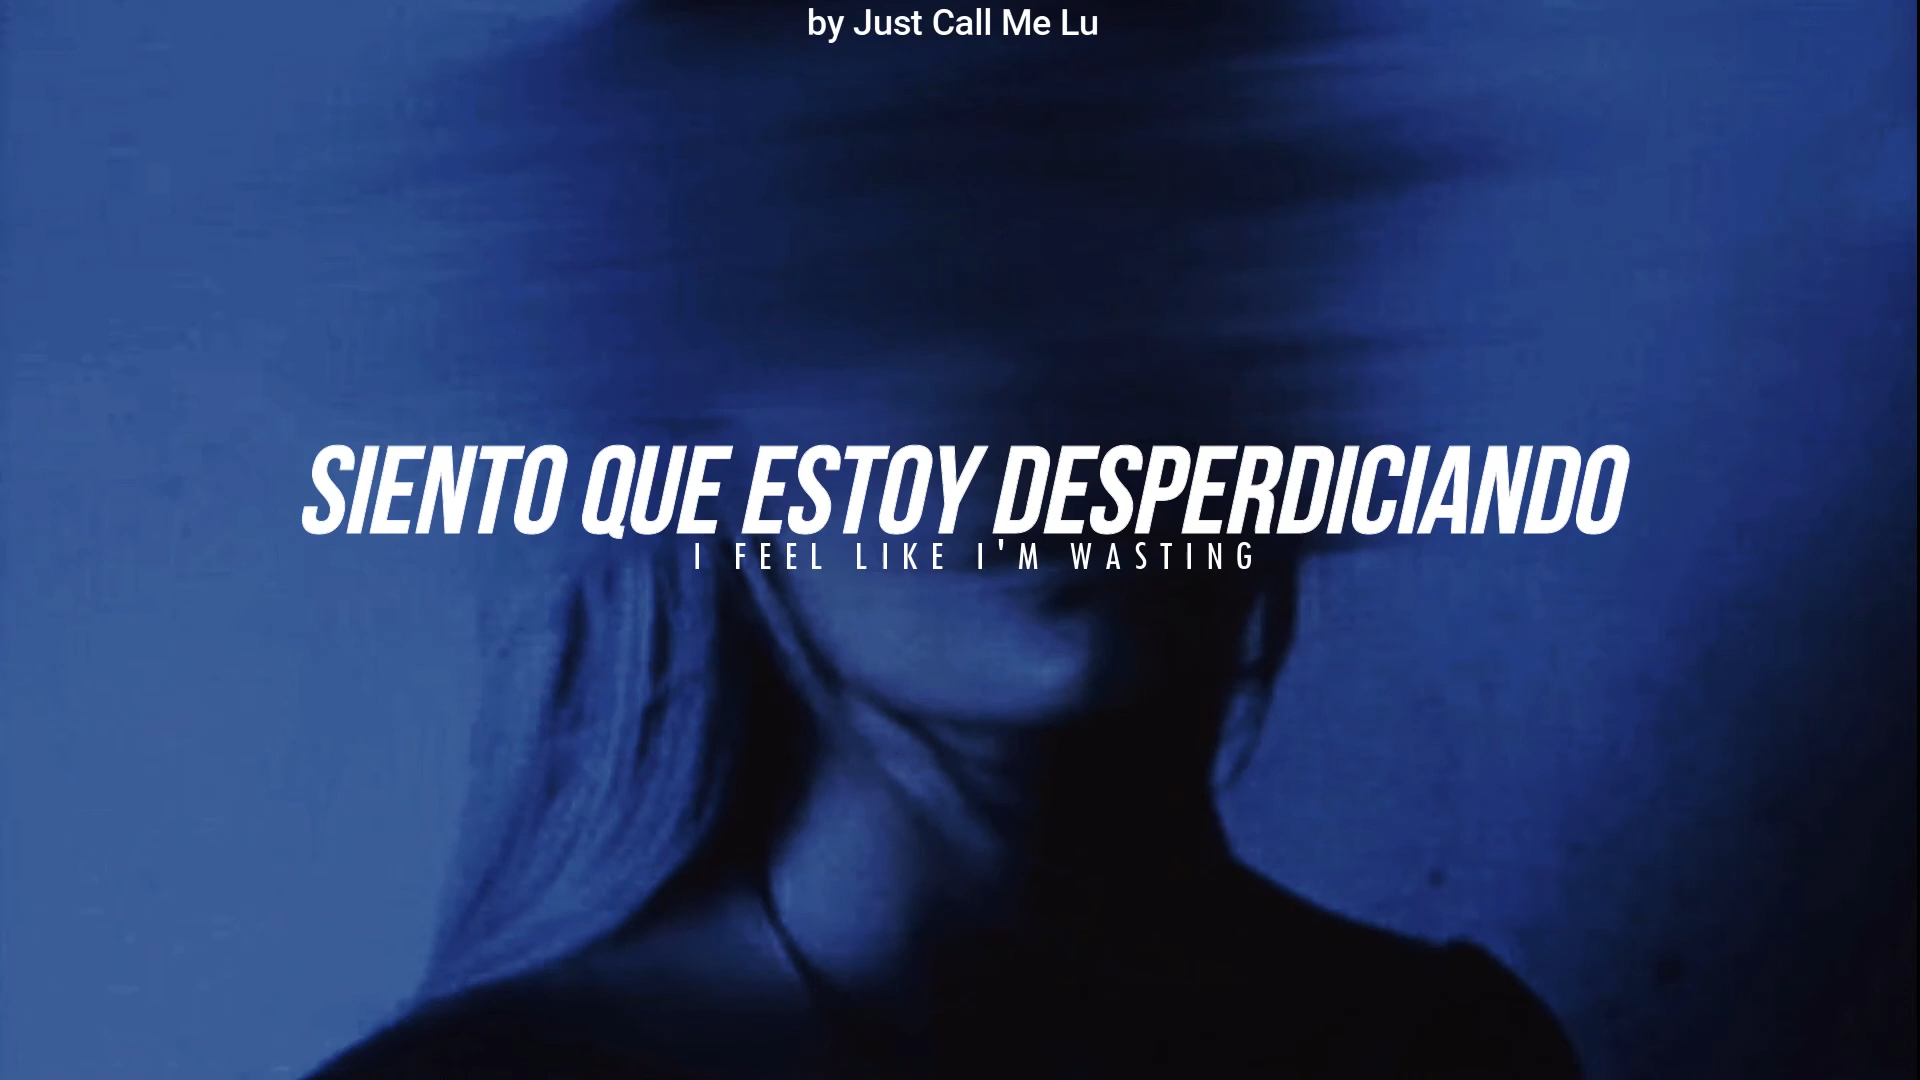 by Just Call Me Lu
SIENTO QUE ESTOY DESPERDICIANDO
I FEEL LIKE I'M WASTING